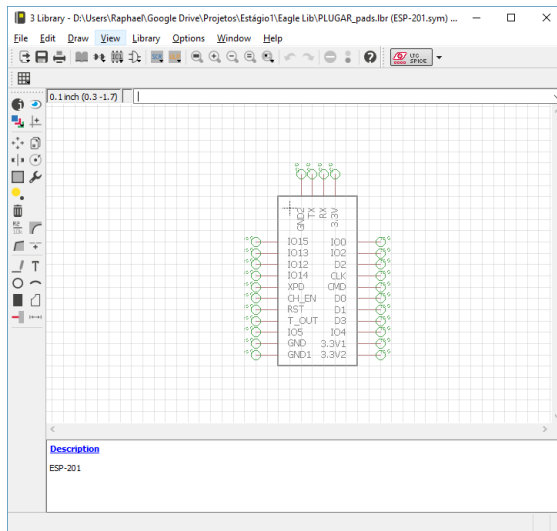 3 Library - D:\Users\Raphael\Google Drive\Projetos\Estágio1\Eagle Lib\PLUGAR_pads.lbr (ESP-201.sym) ...
File Edit Draw View Library Options Window Help
SPICE
0.1 inch (0.3 -1.7)
GND2 TX RX 3.3V
IO15 IO0
IO13 IO2
IO12 D2
IO14 CLK
XPD CMD
CH_EN D0
RST D1
T_OUT D3
IO5 IO4
GND 3.3V1
GND1 3.3V2
Description
ESP-201